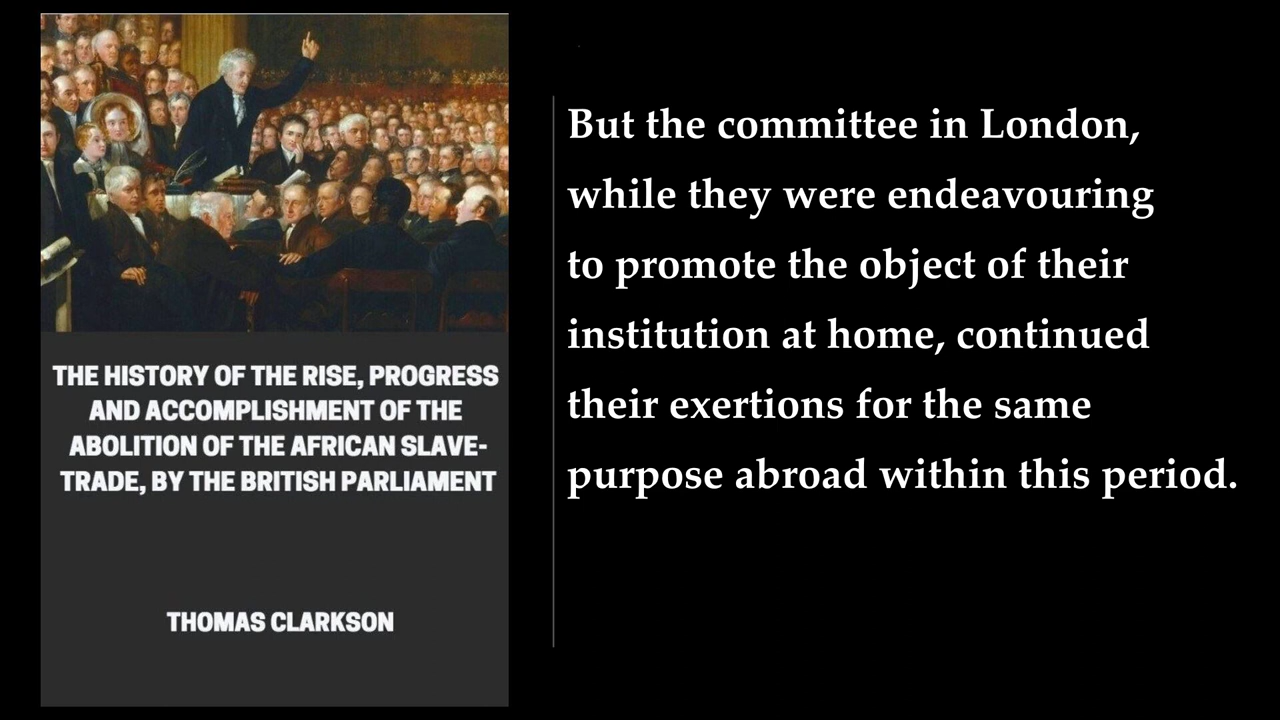 THE HISTORY OF THE RISE, PROGRESS
AND ACCOMPLISHMENT OF THE
ABOLITION OF THE AFRICAN SLAVE-
TRADE, BY THE BRITISH PARLIAMENT
THOMAS CLARKSON
But the committee in London,
while they were endeavouring
to promote the object of their
institution at home, continued
their exertions for the same
purpose abroad within this period.